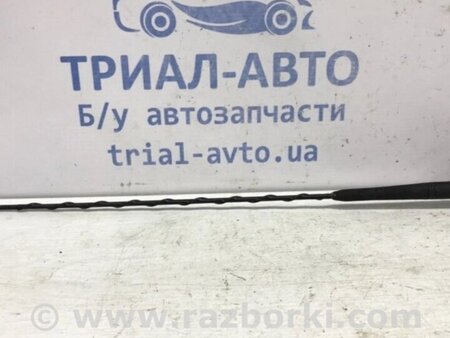 ТРИАЛ-АВТО
Б/у автозапчасти
trial-avto.ua
© www.razborki.com